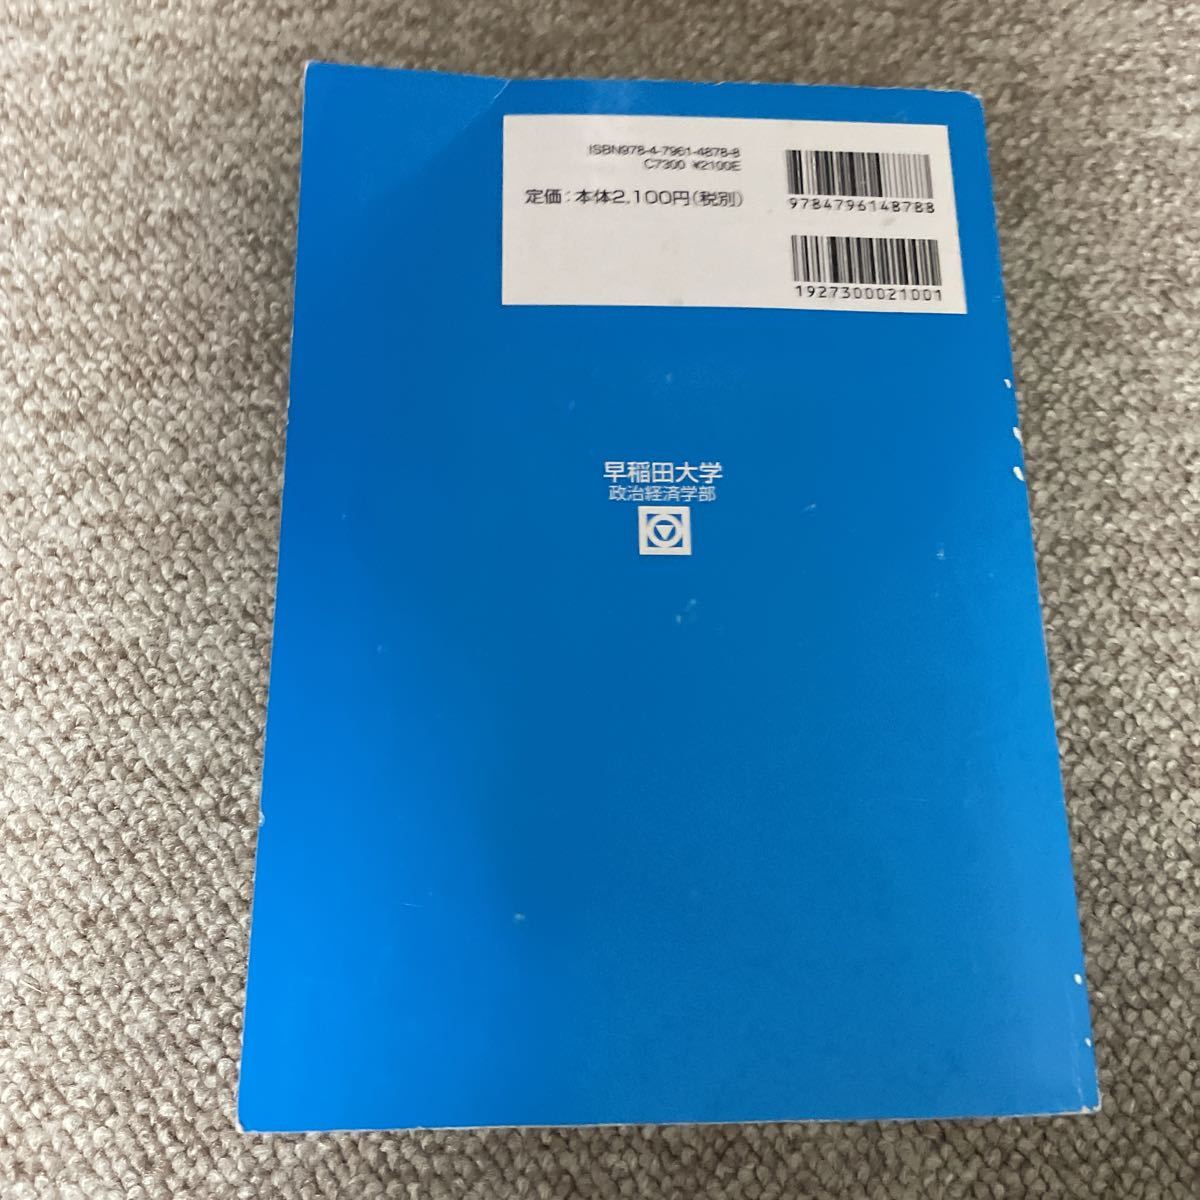 ISBN978-4-7961-4878-8
C7300 ¥2100E
定価:本体2,100円(税別)
9784796148788
1927300021001
早稲田大学
政治経済学部